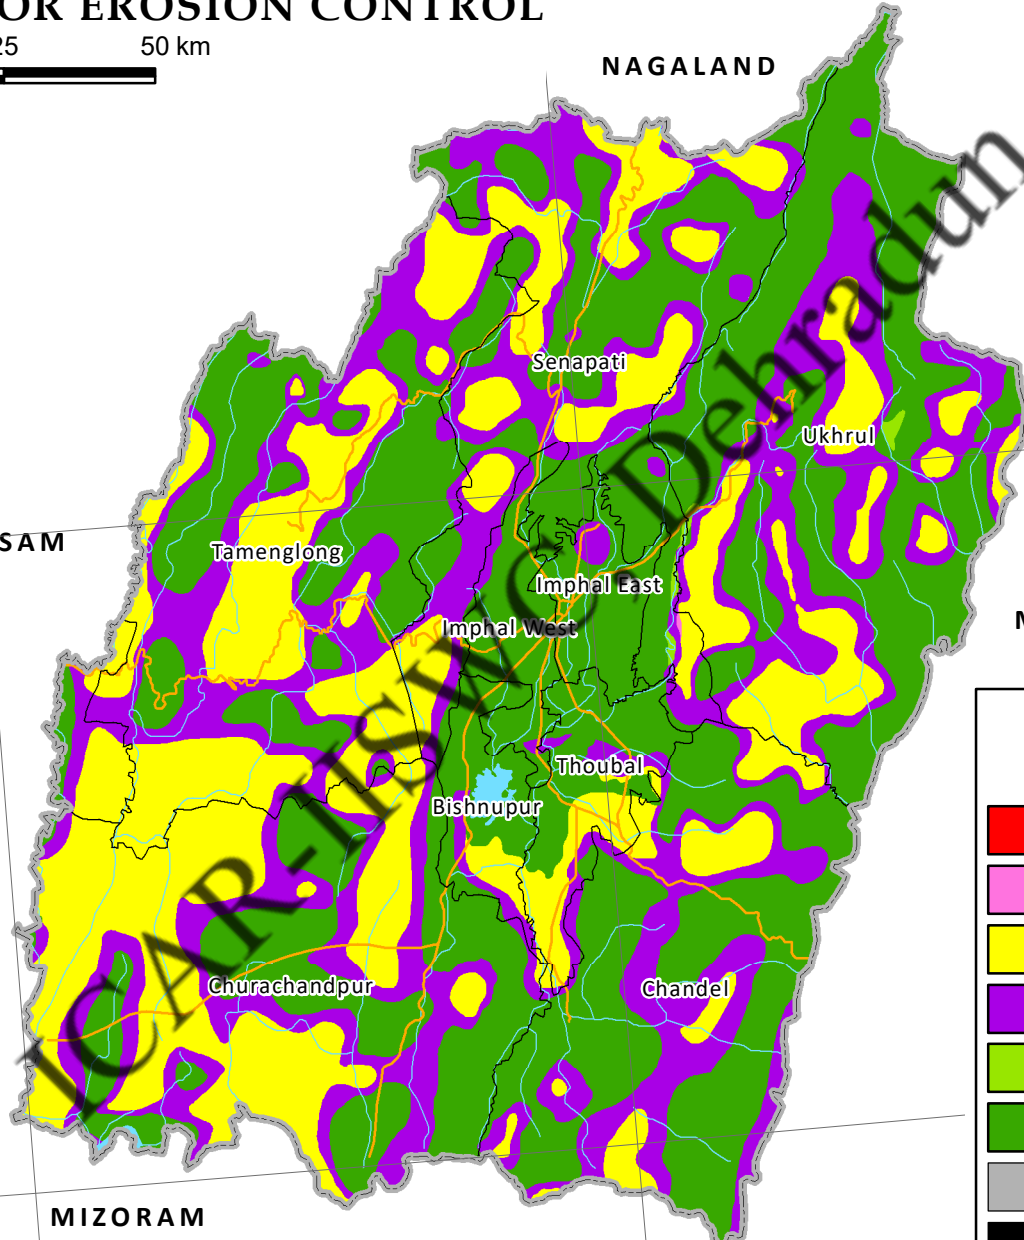 OR EROSION CONTROL
25 50 km
NAGALAND
Senapati
Ukhrul
SAM
Tamenglong
Imphal East
Imphal West
M
Thoubal
Bishnupur
Churachandpur
Chandel
MIZORAM
ICAR-IISWC, Dehradun